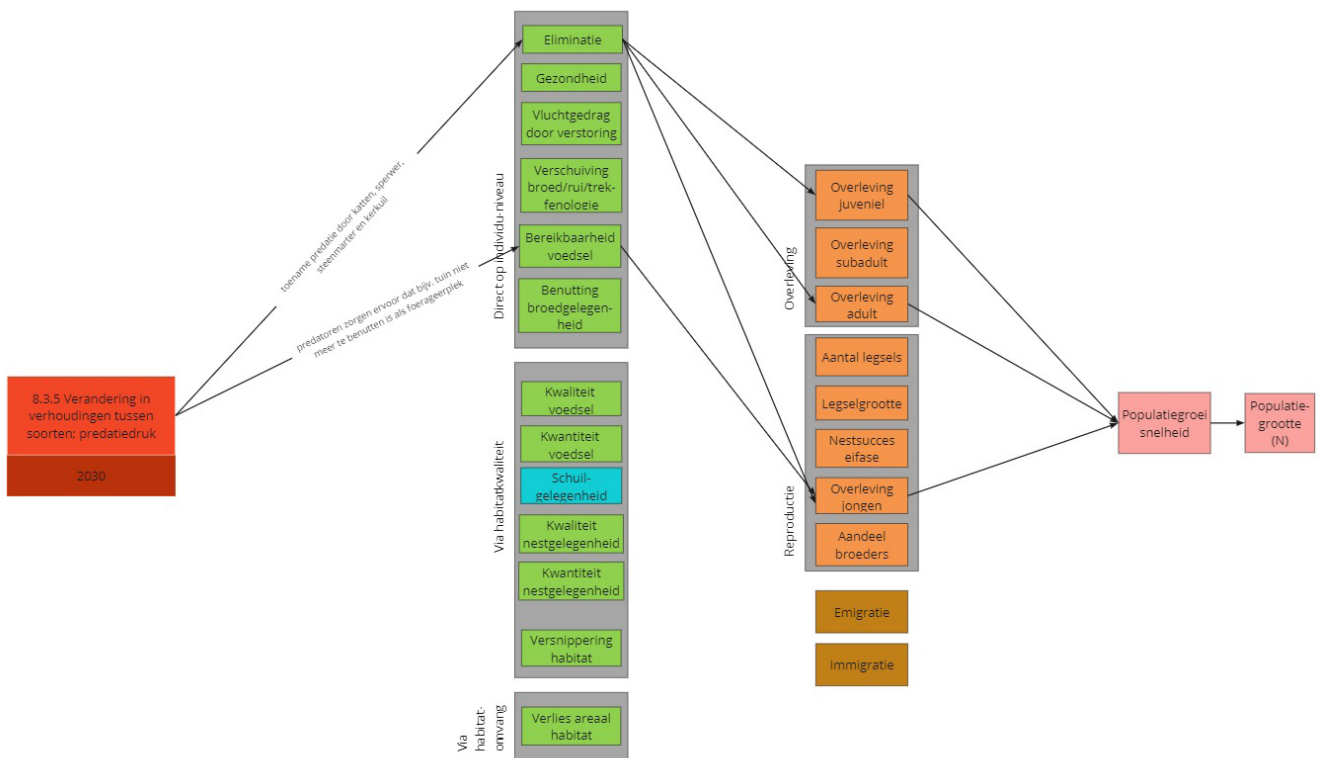 Eliminatie
Gezondheid
Vluchtgedrag
door verstoring
Verschuiving
broed/rui/trek-
fenologie
Bereikbaarheid
voedsel
Benutting
broedgelegen-
heid
Direct op individu-niveau
toename predatie door katten, sperwer,
steenmarter en kerkuil
predatoren zorgen ervoor dat bijv. tuin niet
meer te benutten is als foerageerplek
8.3.5 Verandering in
verhoudingen tussen
soorten; predatiedruk
2030
Kwaliteit
voedsel
Kwantiteit
voedsel
Schuil-
gelegenheid
Kwaliteit
nestgelegenheid
Kwantiteit
nestgelegenheid
Versnippering
habitat
Via habitatkwaliteit
Verlies areaal
habitat
Via
habitat-
omvang
Overleving
juveniel
Overleving
subadult
Overleving
adult
Overleving
Aantal legsels
Legselgrootte
Nestsucces
eifase
Overleving
jongen
Aandeel
broeders
Reproductie
Emigratie
Immigratie
Populatiegroei
snelheid
Populatie-
grootte
(N)